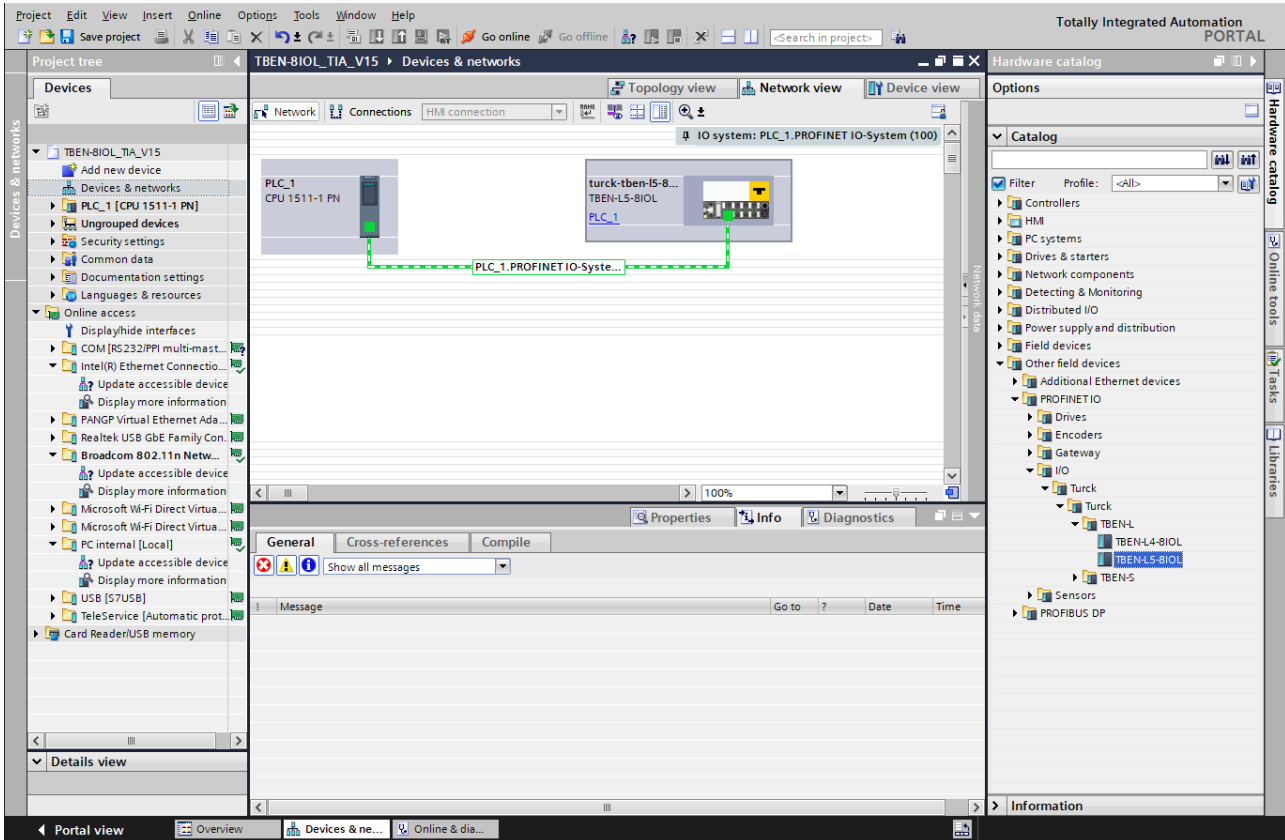 Project Edit View Insert Online Options Tools Window Help
Totally Integrated Automation
PORTAL
Save project Go online Go offline <Search in project>
Project tree
TBEN-8IOL_TIA_V15 Devices & networks
Hardware catalog
Devices
Topology view Network view Device view
Options
Network Connections HMI connection
IO system: PLC_1.PROFINET IO-System (100)
TBEN-8IOL_TIA_V15
Add new device
Devices & networks
PLC_1 [CPU 1511-1 PN]
Ungrouped devices
Security settings
Common data
Documentation settings
Languages & resources
Online access
Display/hide interfaces
COM [RS232/PPI multi-mast...
Intel(R) Ethernet Connectio...
Update accessible device
Display more information
PANGP Virtual Ethernet Ada...
Realtek USB GbE Family Con...
Broadcom 802.11n Netw...
Update accessible device
Display more information
Microsoft Wi-Fi Direct Virtua...
Microsoft Wi-Fi Direct Virtua...
PC internal [Local]
Update accessible device
Display more information
USB [S7USB]
TeleService [Automatic prot...
Card Reader/USB memory
Details view
Devices & networks
PLC_1
CPU 1511-1 PN
turck-tben-l5-8...
TBEN-L5-8IOL
PLC_1
PLC_1.PROFINET IO-Syste...
Network data
100%
Properties Info Diagnostics
General Cross-references Compile
Show all messages
! Message Go to ? Date Time
Catalog
Filter Profile: <All>
Controllers
HMI
PC systems
Drives & starters
Network components
Detecting & Monitoring
Distributed I/O
Power supply and distribution
Field devices
Other field devices
Additional Ethernet devices
PROFINET IO
Drives
Encoders
Gateway
I/O
Turck
Turck
TBEN-L
TBEN-L4-8IOL
TBEN-L5-8IOL
TBEN-S
Sensors
PROFIBUS DP
Information
Hardware catalog
Online tools
Tasks
Libraries
Portal view Overview Devices & ne... Online & dia...